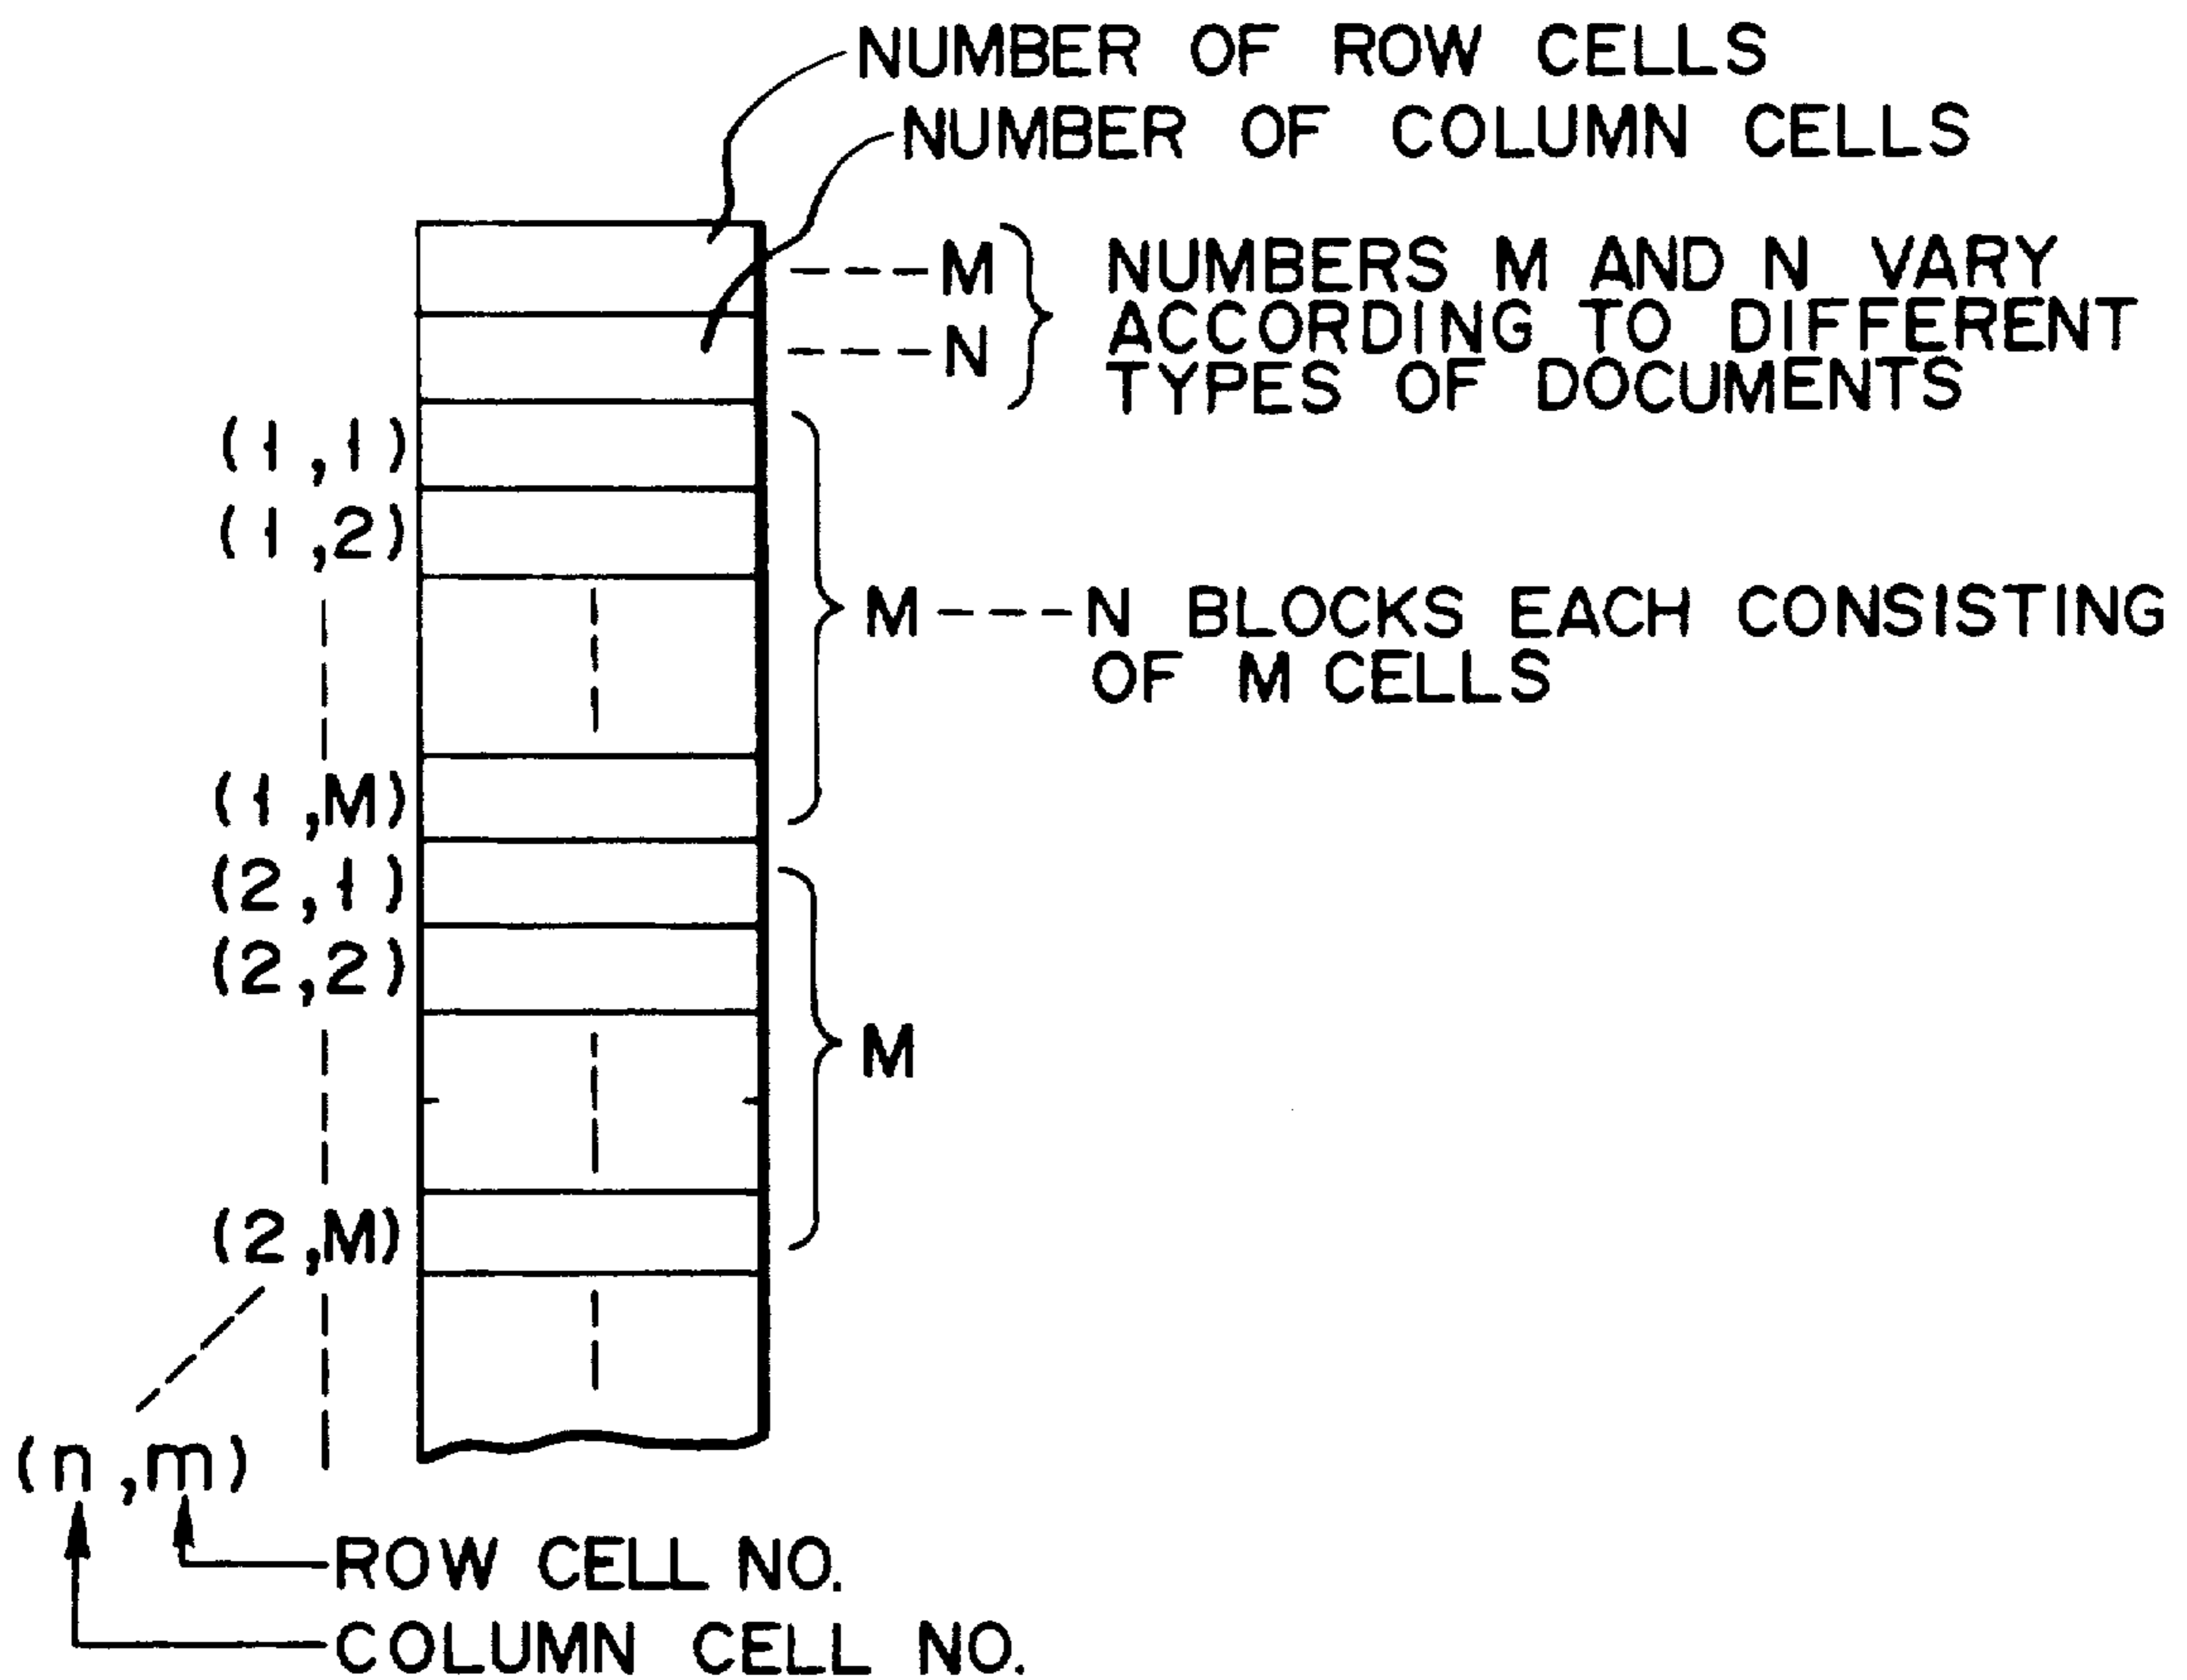 NUMBER OF ROW CELLS
NUMBER OF COLUMN CELLS
M
N
NUMBERS M AND N VARY
ACCORDING TO DIFFERENT
TYPES OF DOCUMENTS
(1,1)
(1,2)
M---N BLOCKS EACH CONSISTING
OF M CELLS
(1,M)
(2,1)
(2,2)
M
(2,M)
(n,m)
ROW CELL NO.
COLUMN CELL NO.